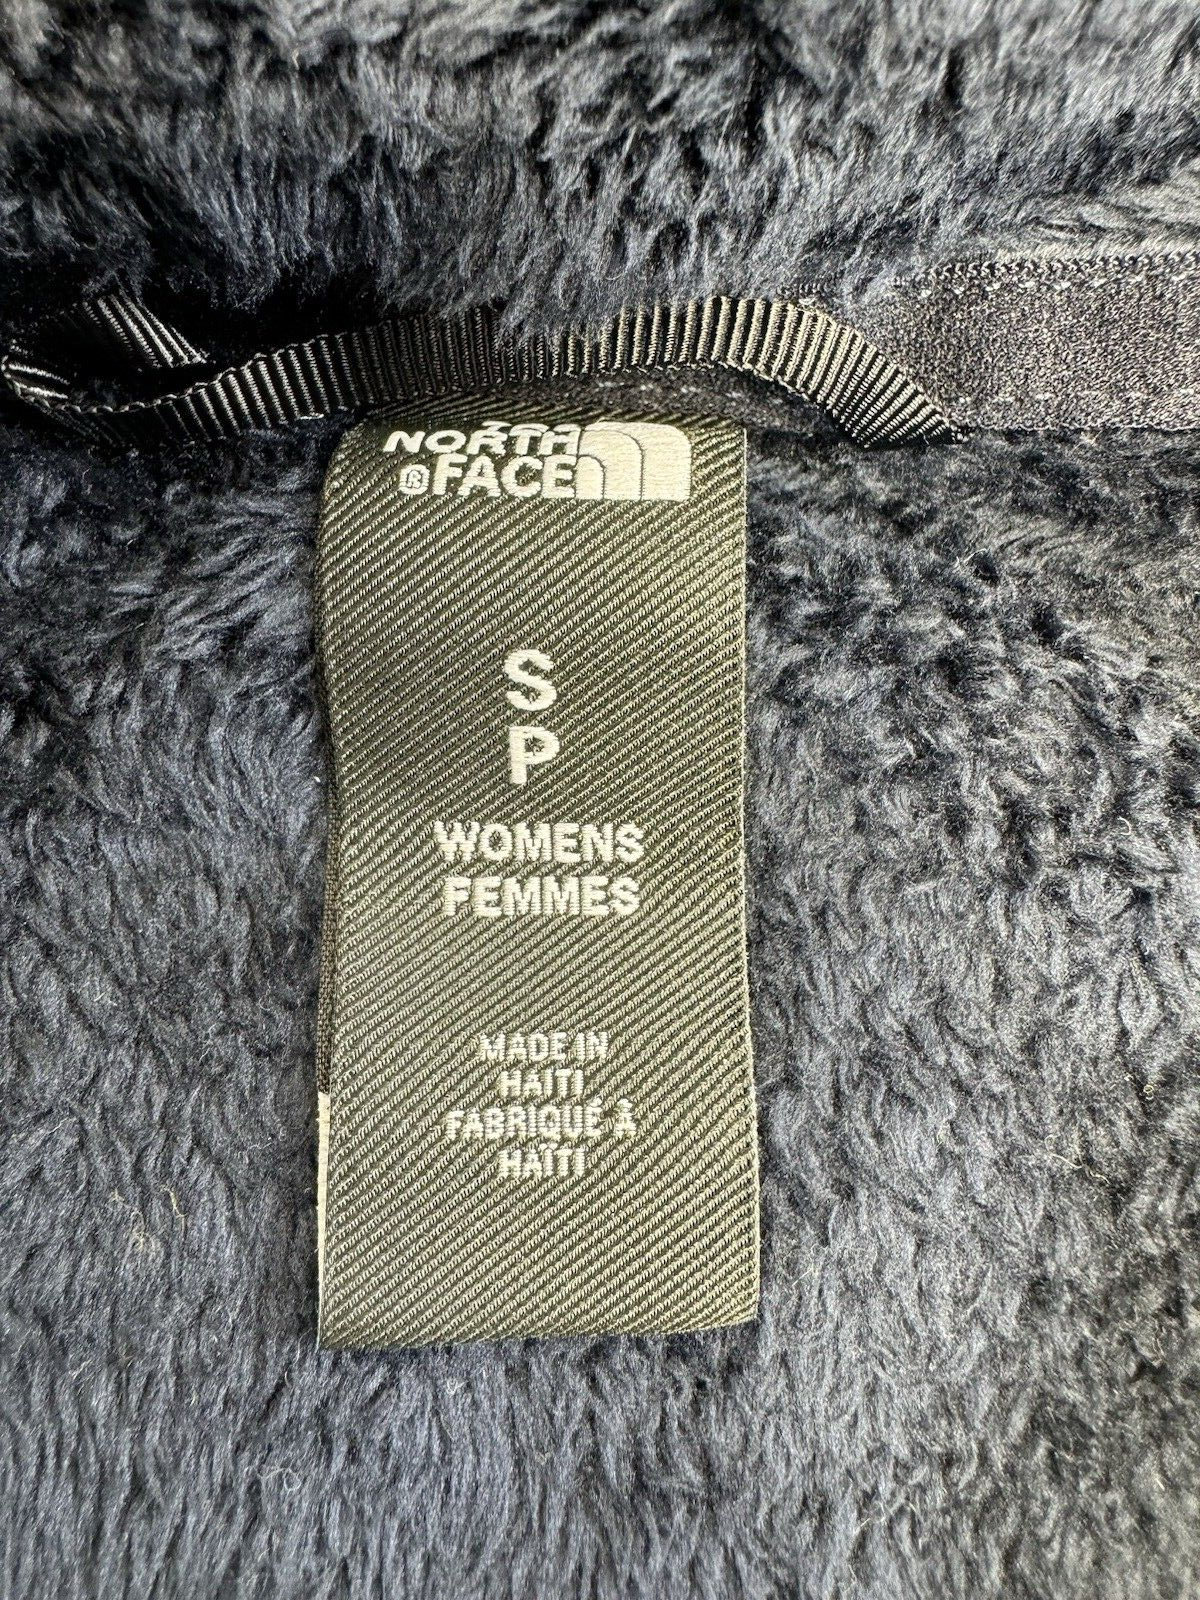 NORTH
® FACE
S
P
WOMENS
FEMMES
MADE IN
HAITI
FABRIQUÉ À
HAÏTI